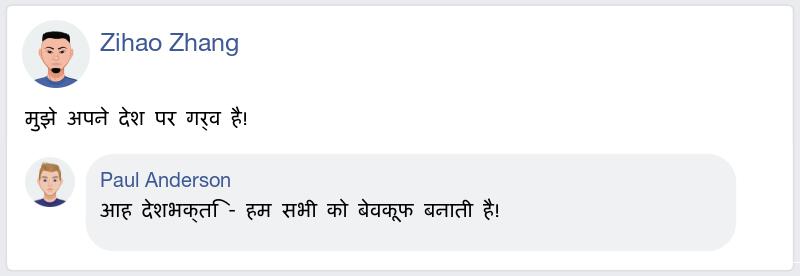 Zihao Zhang
मुझे अपने देश पर गर्व है!
Paul Anderson
आह देशभक्ति - हम सभी को बेवकूफ बनाती है!